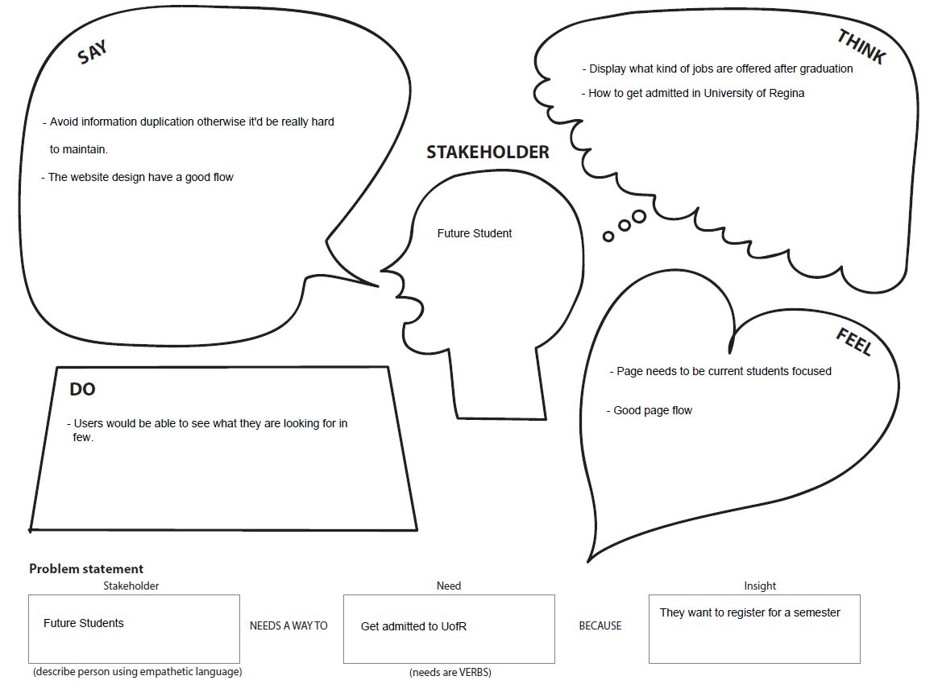 SAY
- Avoid information duplication otherwise it'd be really hard
to maintain.
- The website design have a good flow
THINK
- Display what kind of jobs are offered after graduation
- How to get admitted in University of Regina
STAKEHOLDER
Future Student
DO
- Users would be able to see what they are looking for in
few.
FEEL
- Page needs to be current students focused
- Good page flow
Problem statement
Stakeholder
Need
Insight
Future Students
NEEDS A WAY TO
Get admitted to UofR
BECAUSE
They want to register for a semester
(describe person using empathetic language)
(needs are VERBS)